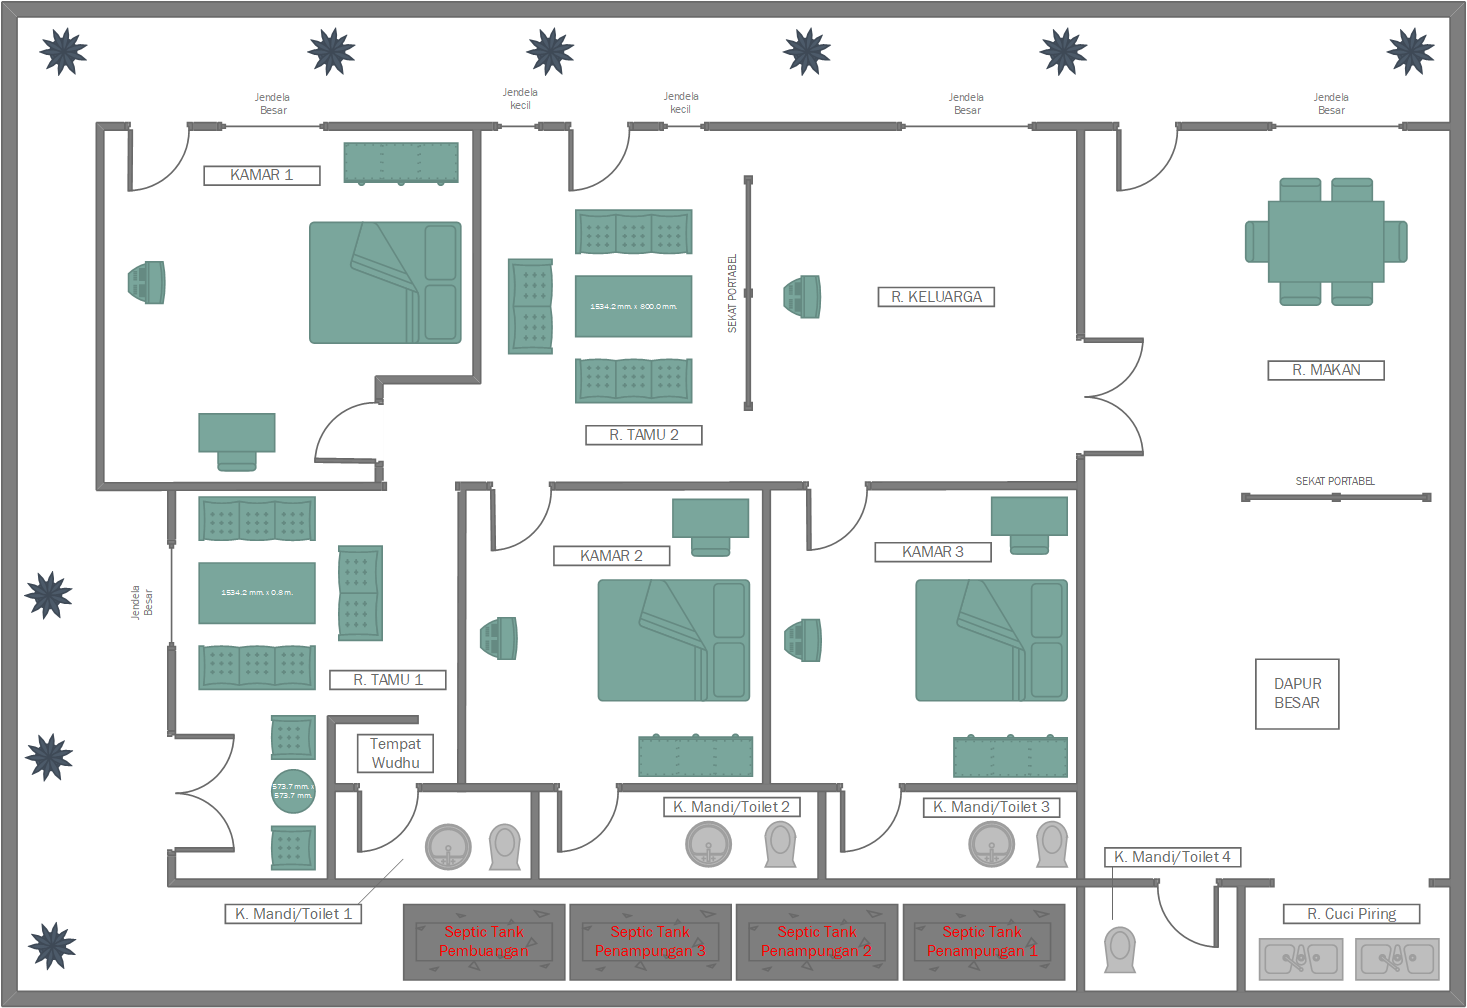 Jendela
Besar
Jendela
kecil
Jendela
kecil
Jendela
Besar
Jendela
Besar
KAMAR 1
SEKAT PORTABEL
1534.2 mm. x 800.0 mm.
R. KELUARGA
R. MAKAN
R. TAMU 2
SEKAT PORTABEL
KAMAR 2
KAMAR 3
Jendela
Besar
1534.2 mm. x 0.8 m.
R. TAMU 1
DAPUR
BESAR
Tempat
Wudhu
573.7 mm. x
573.7 mm.
K. Mandi/Toilet 2
K. Mandi/Toilet 3
K. Mandi/Toilet 4
K. Mandi/Toilet 1
R. Cuci Piring
Septic Tank
Pembuangan
Septic Tank
Penampungan 3
Septic Tank
Penampungan 2
Septic Tank
Penampungan 1